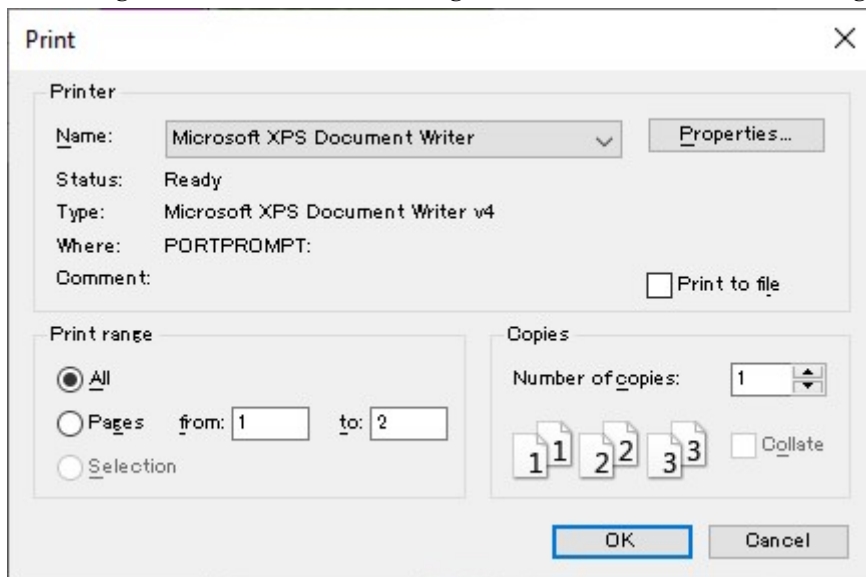 Print
Printer
Name: Microsoft XPS Document Writer Properties...
Status: Ready
Type: Microsoft XPS Document Writer v4
Where: PORTPROMPT:
Comment:
Print to file
Print range
All
Pages from: 1 to: 2
Selection
Copies
Number of copies: 1
1 1 2 2 3 3 Collate
OK Cancel